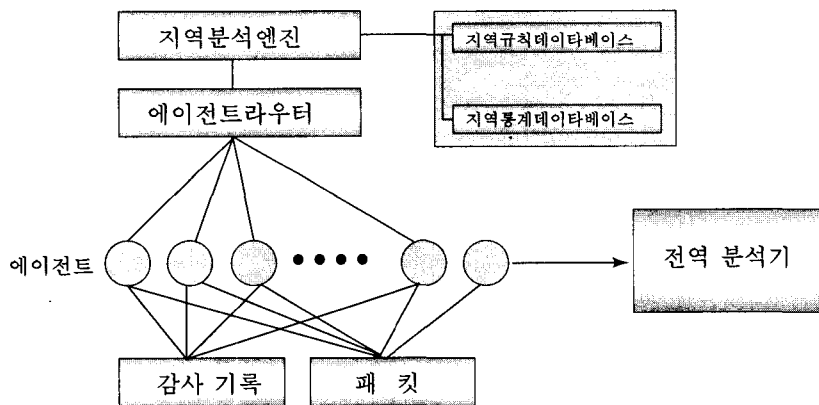 지역분석엔진
지역규칙데이타베이스
에이전트라우터
지역통계데이타베이스
에이전트
전역 분석기
감사 기록
패 킷